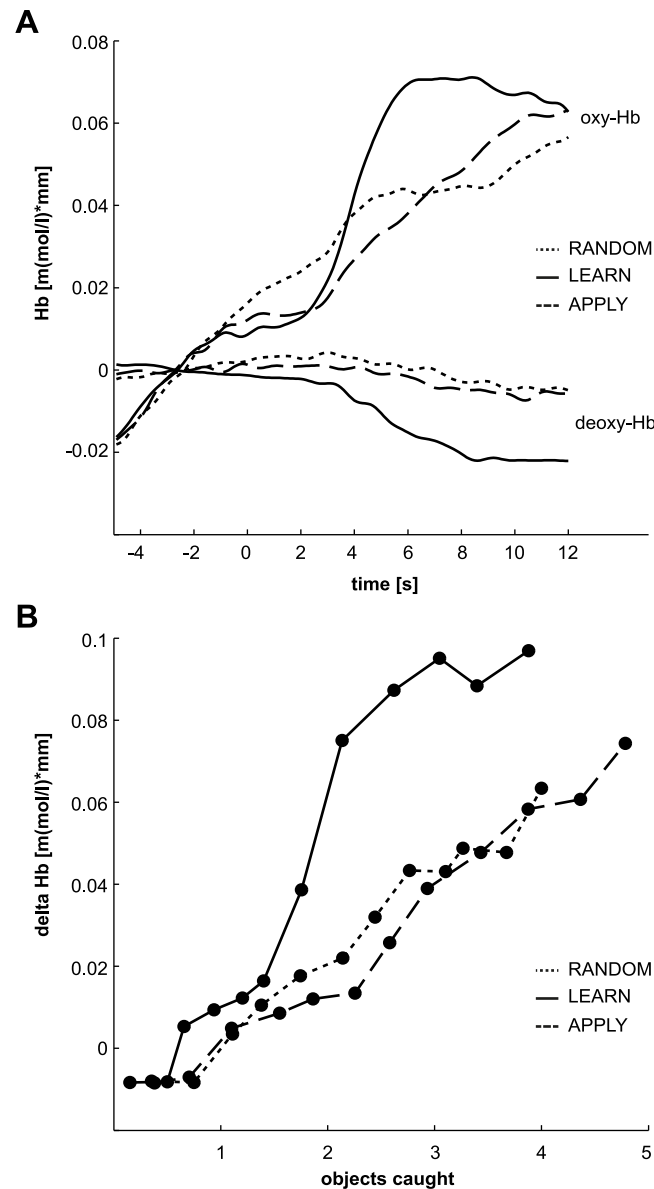 A
0.08
0.06
0.04
0.02
0
-0.02
Hb [m(mol/l)*mm]
oxy-Hb
RANDOM
LEARN
APPLY
deoxy-Hb
-4 -2 0 2 4 6 8 10 12
time [s]
B
0.1
0.08
0.06
0.04
0.02
0
delta Hb [m(mol/l)*mm]
RANDOM
LEARN
APPLY
1 2 3 4 5
objects caught